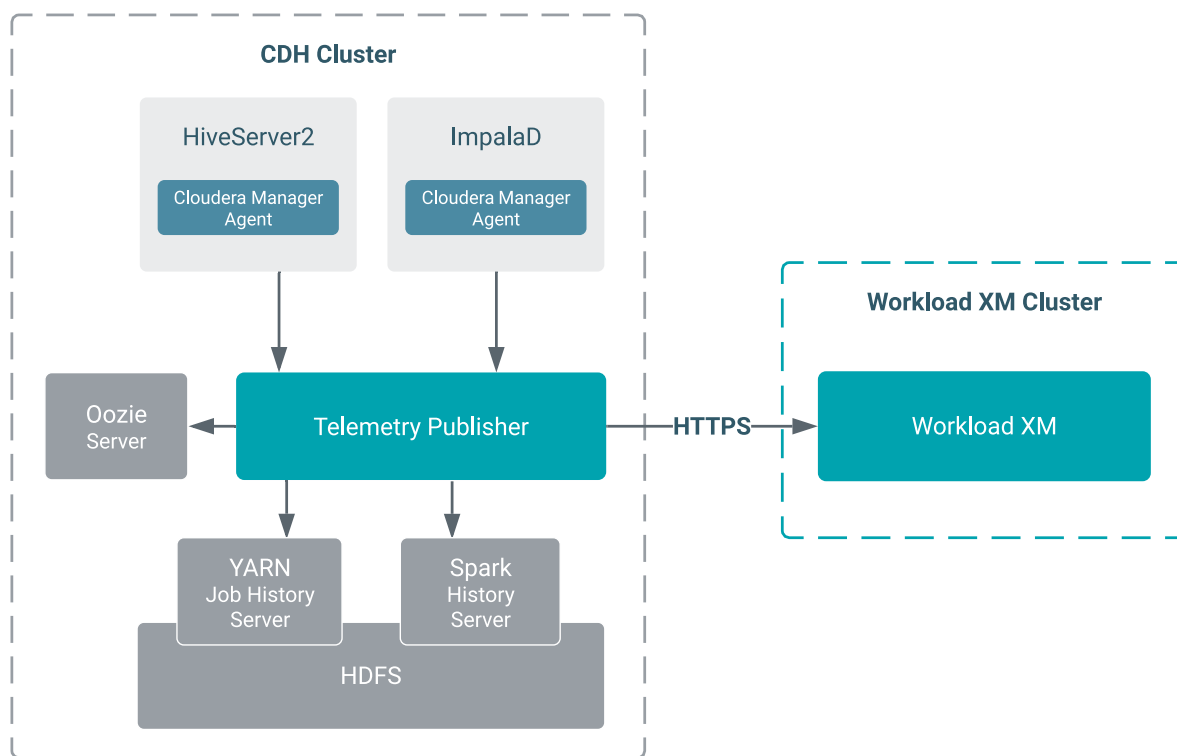 CDH Cluster
HiveServer2
Cloudera Manager
Agent
ImpalaD
Cloudera Manager
Agent
Workload XM Cluster
Oozie
Server
Telemetry Publisher
HTTPS
Workload XM
YARN
Job History
Server
Spark
History
Server
HDFS